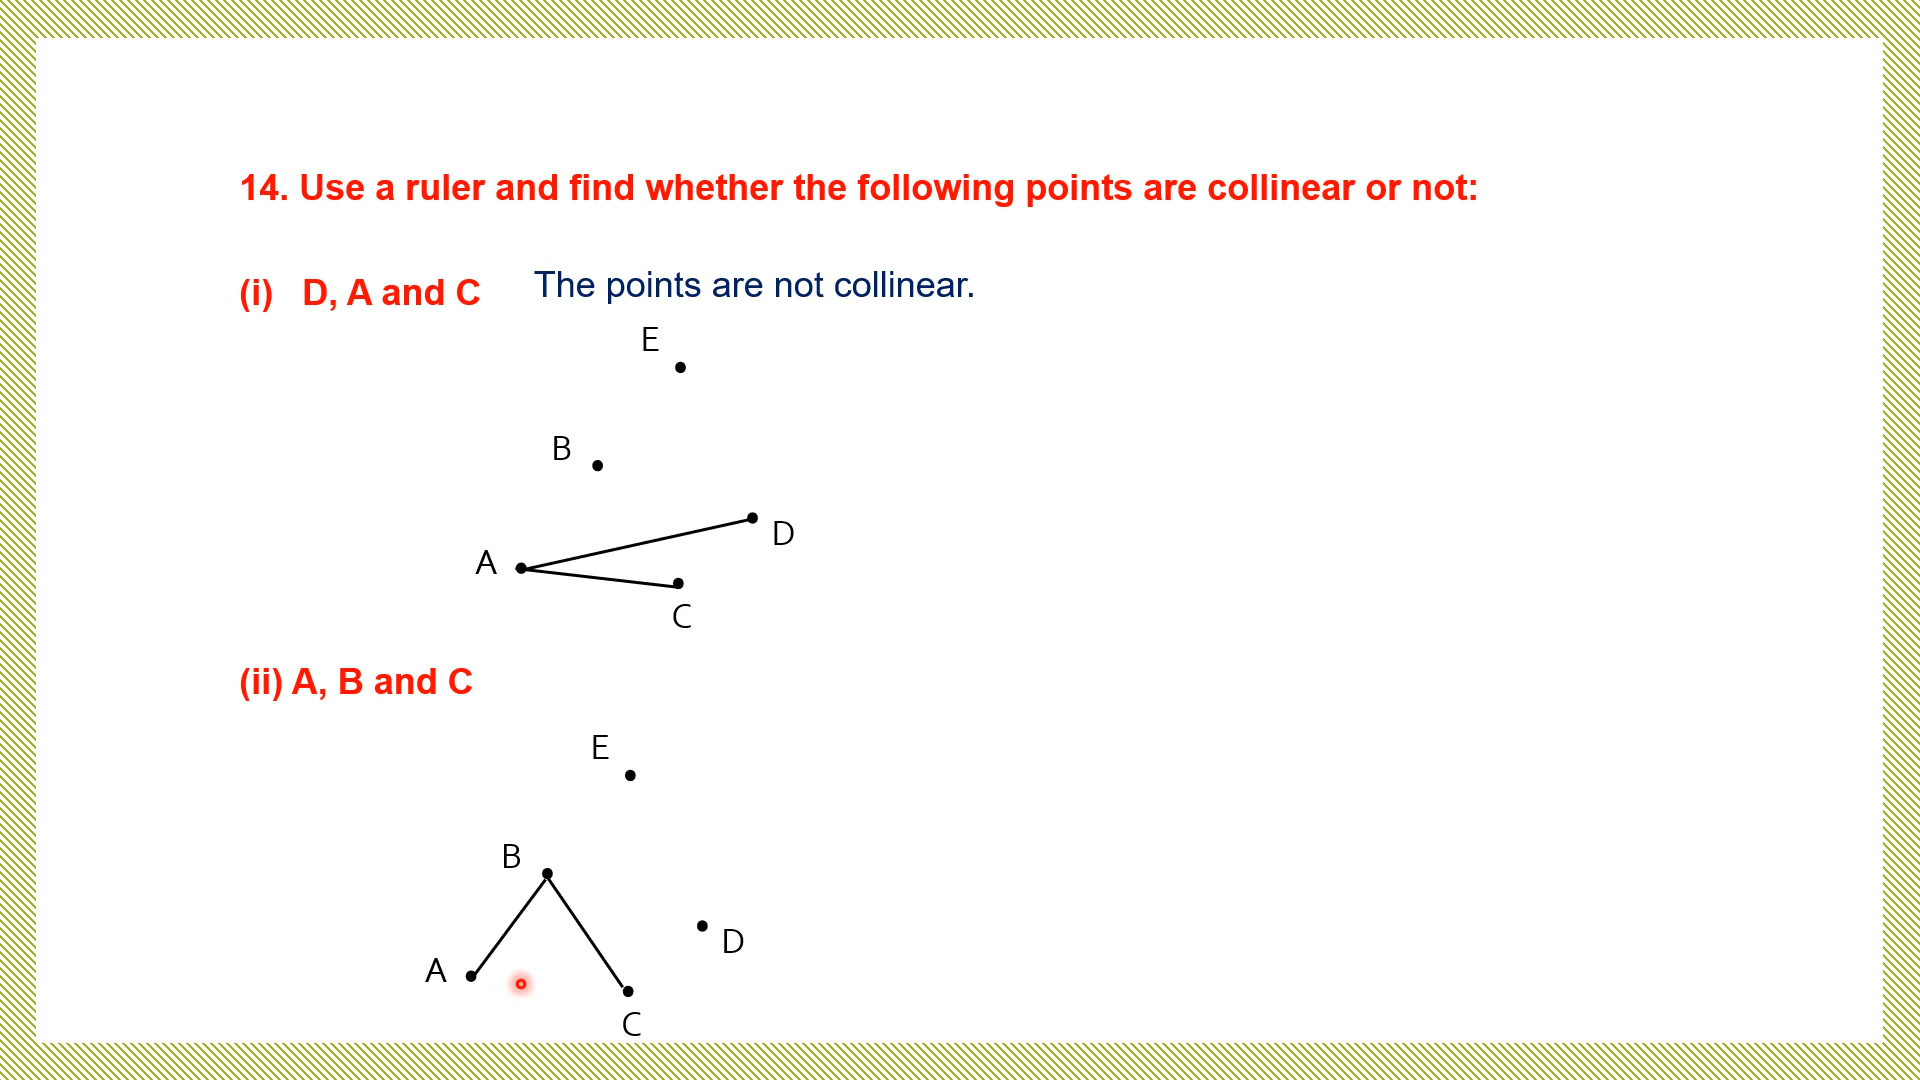 14. Use a ruler and find whether the following points are collinear or not:
(i) D, A and C The points are not collinear.
E
B
D
A
C
(ii) A, B and C
E
B
D
A
C